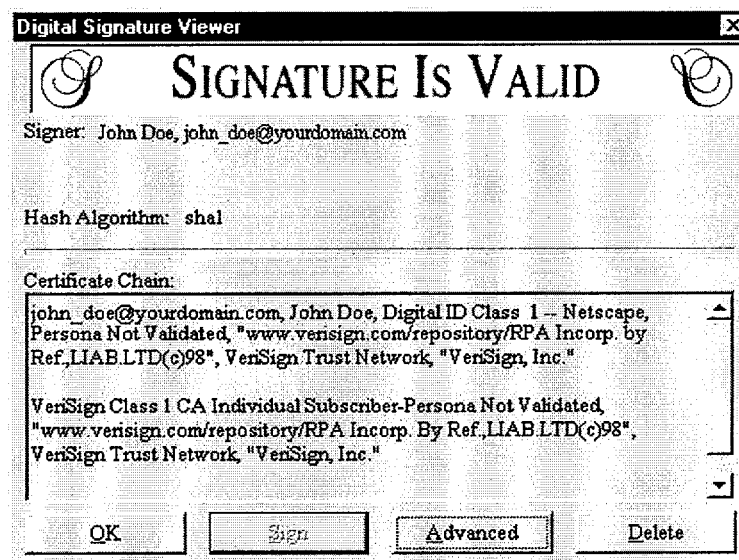 Digital Signature Viewer
SIGNATURE IS VALID
Signer: John Doe, john_doe@yourdomain.com
Hash Algorithm: sha1
Certificate Chain:
john_doe@yourdomain.com, John Doe, Digital ID Class 1 -- Netscape,
Persona Not Validated, "www.verisign.com/repository/RPA Incorp. by
Ref.,LIAB.LTD(c)98", VeriSign Trust Network, "VeriSign, Inc."
VeriSign Class 1 CA Individual Subscriber-Persona Not Validated,
"www.verisign.com/repository/RPA Incorp. By Ref.,LIAB.LTD(c)98",
VeriSign Trust Network, "VeriSign, Inc."
OK Sign Advanced Delete